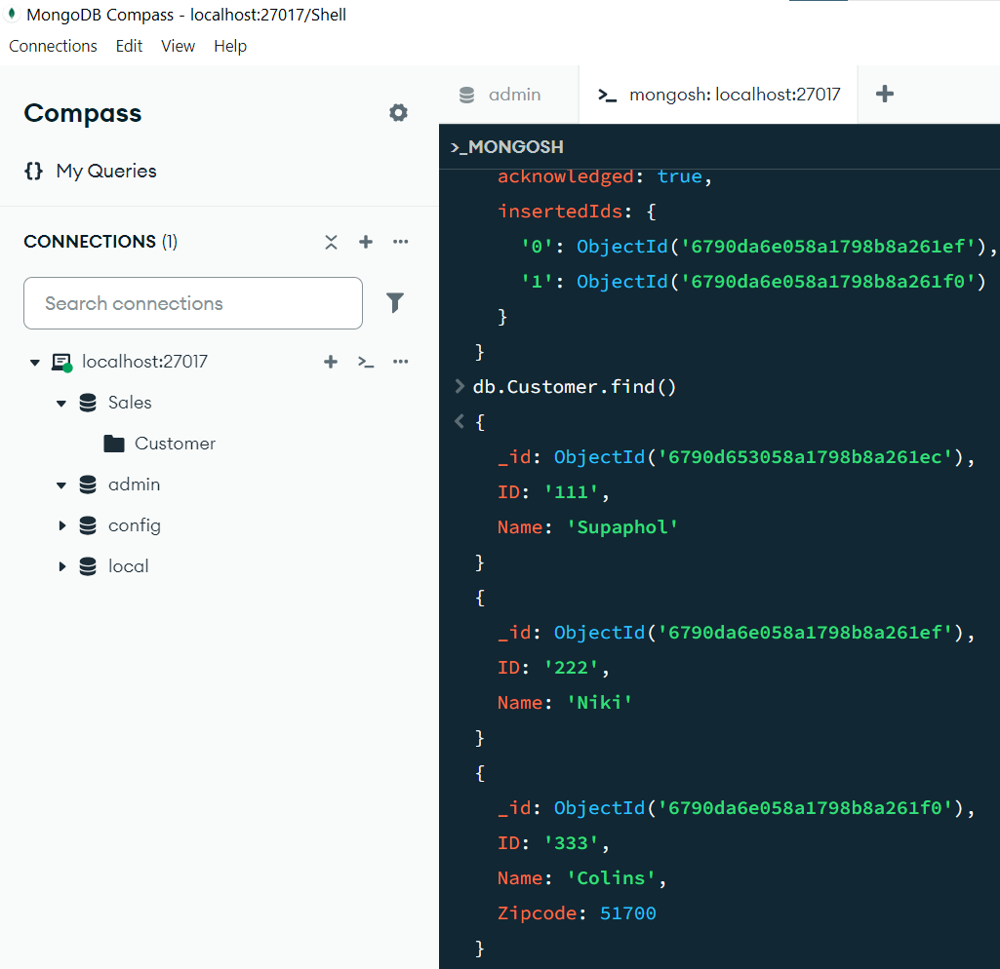 MongoDB Compass - localhost:27017/Shell
Connections Edit View Help
Compass
{} My Queries
CONNECTIONS (1)
Search connections
localhost:27017
Sales
Customer
admin
config
local
admin
>_ mongosh: localhost:27017
>_MONGOSH
acknowledged: true,
insertedIds: {
'0': ObjectId('6790da6e058a1798b8a261ef'),
'1': ObjectId('6790da6e058a1798b8a261f0')
}
}
> db.Customer.find()
< {
_id: ObjectId('6790d653058a1798b8a261ec'),
ID: '111',
Name: 'Supaphol'
}
{
_id: ObjectId('6790da6e058a1798b8a261ef'),
ID: '222',
Name: 'Niki'
}
{
_id: ObjectId('6790da6e058a1798b8a261f0'),
ID: '333',
Name: 'Colins',
Zipcode: 51700
}